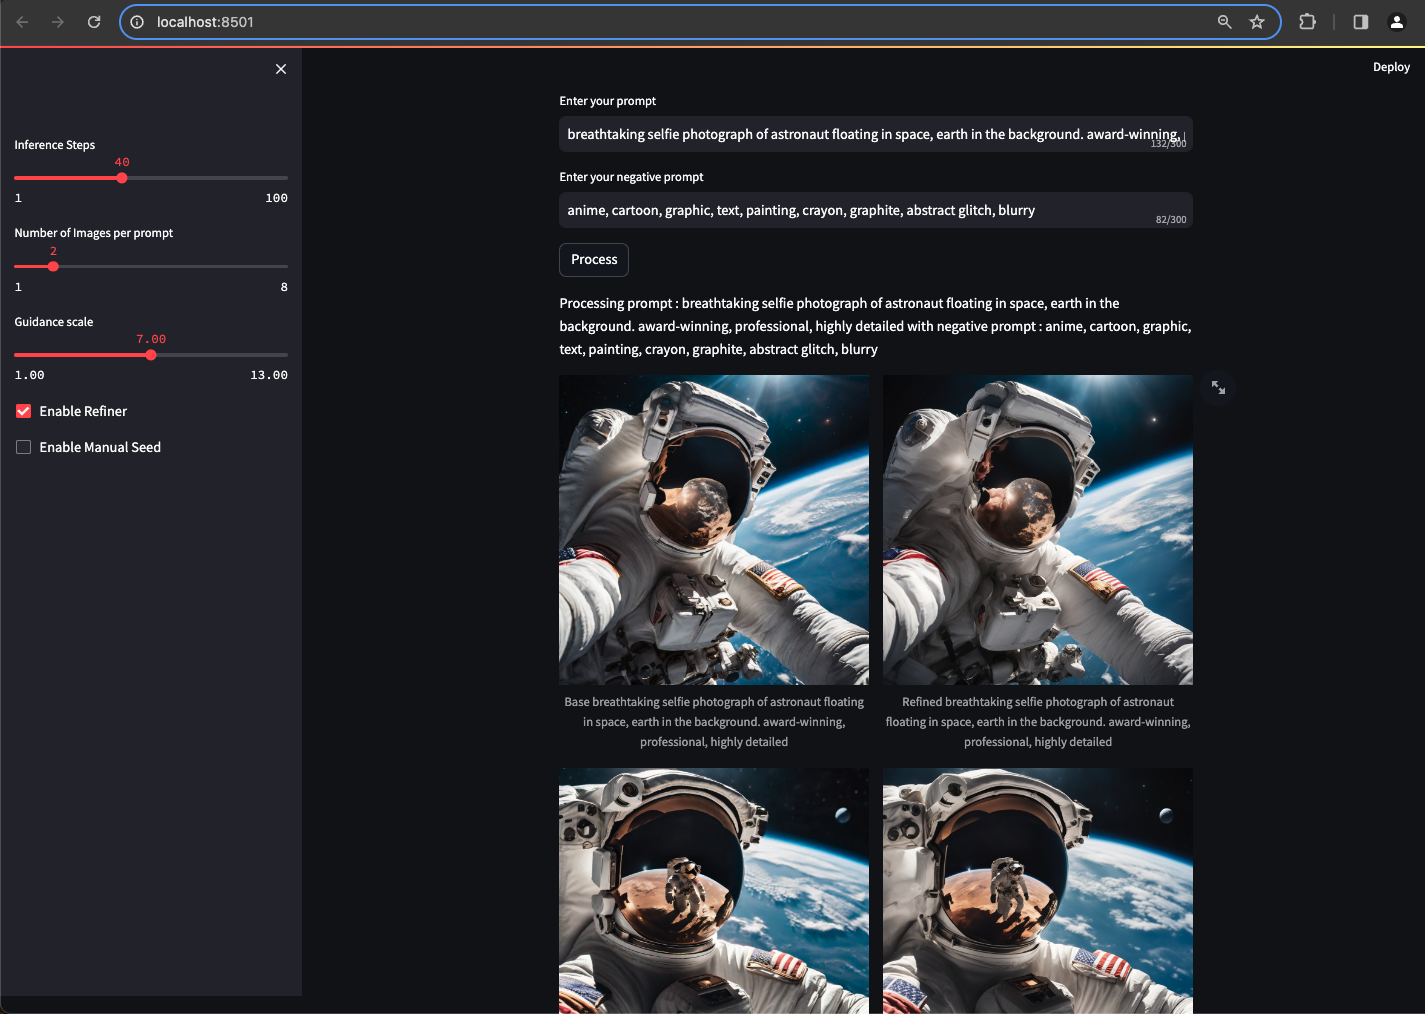 localhost:8501
Deploy
Inference Steps
40
1 100
Number of Images per prompt
2
1 8
Guidance scale
7.00
1.00 13.00
Enable Refiner
Enable Manual Seed
Enter your prompt
breathtaking selfie photograph of astronaut floating in space, earth in the background. award-winning,
132/300
Enter your negative prompt
anime, cartoon, graphic, text, painting, crayon, graphite, abstract glitch, blurry
82/300
Process
Processing prompt : breathtaking selfie photograph of astronaut floating in space, earth in the
background. award-winning, professional, highly detailed with negative prompt : anime, cartoon, graphic,
text, painting, crayon, graphite, abstract glitch, blurry
Base breathtaking selfie photograph of astronaut floating
in space, earth in the background. award-winning,
professional, highly detailed
Refined breathtaking selfie photograph of astronaut
floating in space, earth in the background. award-winning,
professional, highly detailed